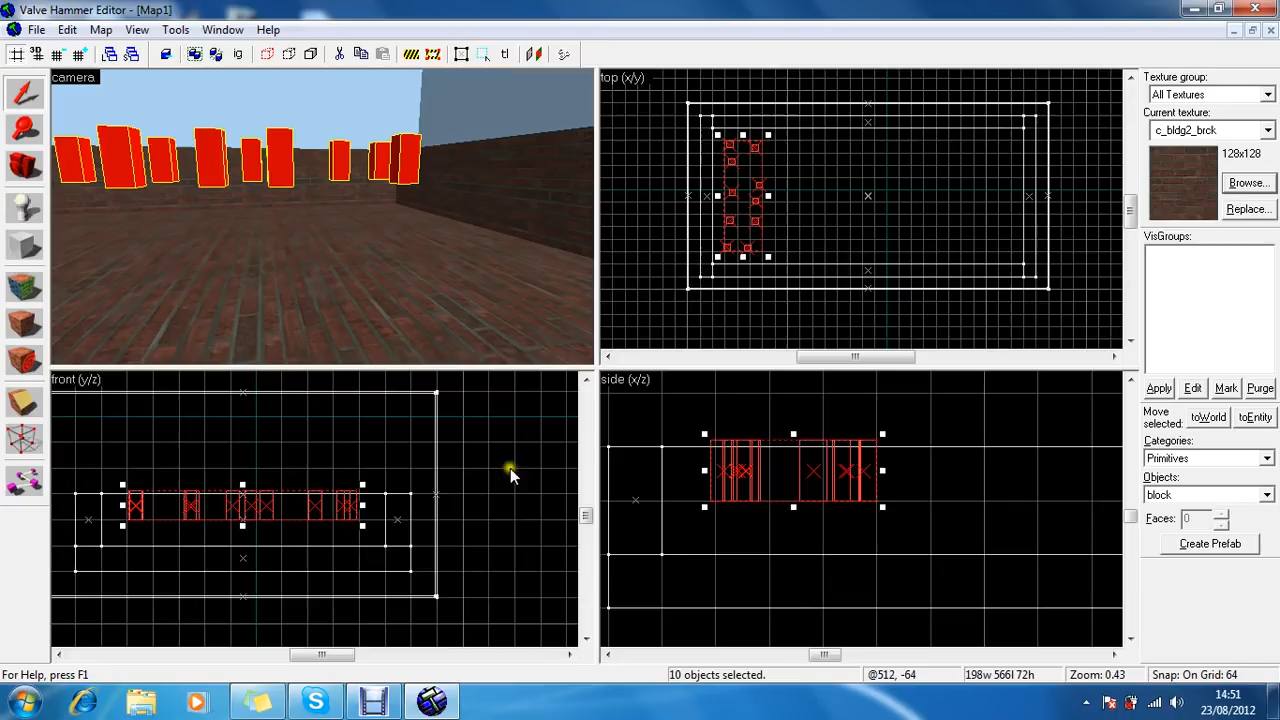 Valve Hammer Editor - [Map1]
File Edit Map View Tools Window Help
camera
top (x/y)
front (y/z)
side (x/z)
Texture group:
All Textures
Current texture:
c_bldg2_brck
128x128
Browse...
Replace...
VisGroups:
Apply Edit Mark Purge
Move selected: toWorld toEntity
Categories:
Primitives
Objects:
block
Faces: 0
Create Prefab
For Help, press F1
10 objects selected.
@512, -64
198w 566l 72h
Zoom: 0.43
Snap: On Grid: 64
14:51
23/08/2012